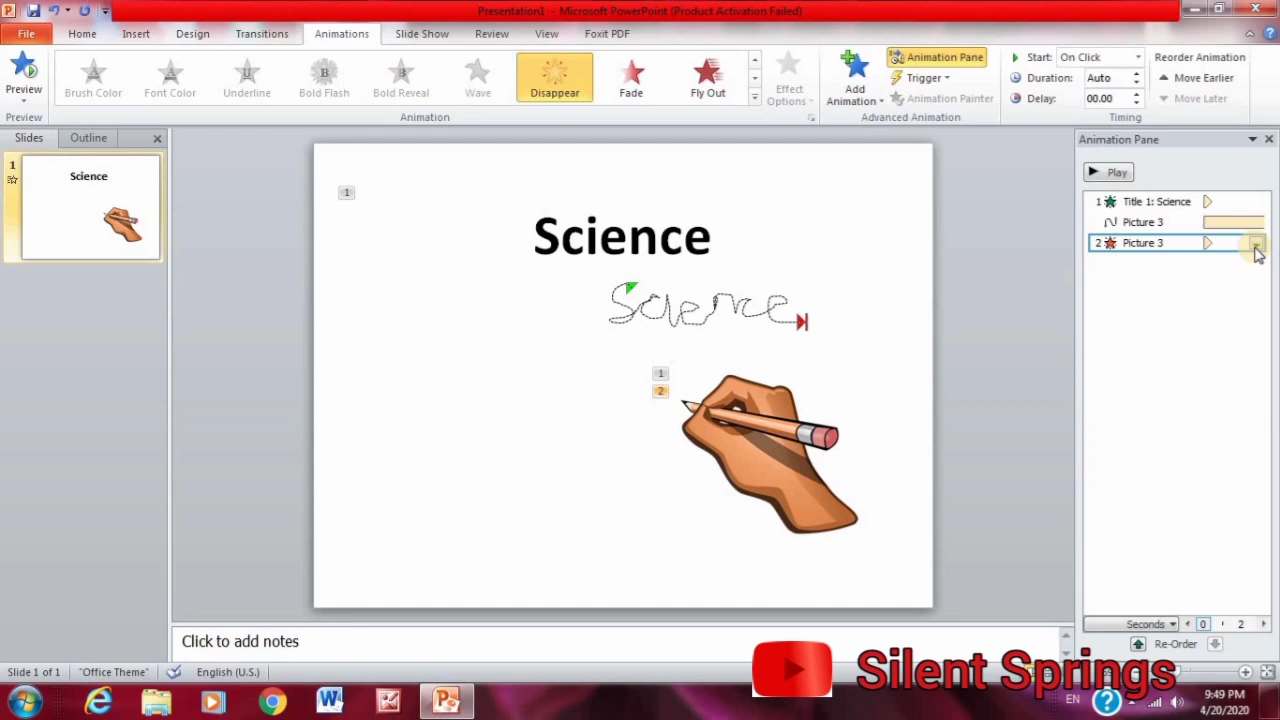 Presentation1 - Microsoft PowerPoint (Product Activation Failed)
File Home Insert Design Transitions Animations Slide Show Review View Foxit PDF
Preview
Brush Color Font Color Underline Bold Flash Bold Reveal Wave Disappear Fade Fly Out
Effect Options
Add Animation
Animation Pane
Trigger
Animation Painter
Start: On Click
Duration: Auto
Delay: 00.00
Reorder Animation
Move Earlier
Move Later
Preview Animation Advanced Animation Timing
Slides Outline
1
Science
1
Science
Science
1
2
Animation Pane
Play
1 Title 1: Science
Picture 3
2 Picture 3
Seconds 0 2
Re-Order
Click to add notes
Slide 1 of 1 "Office Theme" English (U.S.)
Silent Springs
EN
9:49 PM
4/20/2020